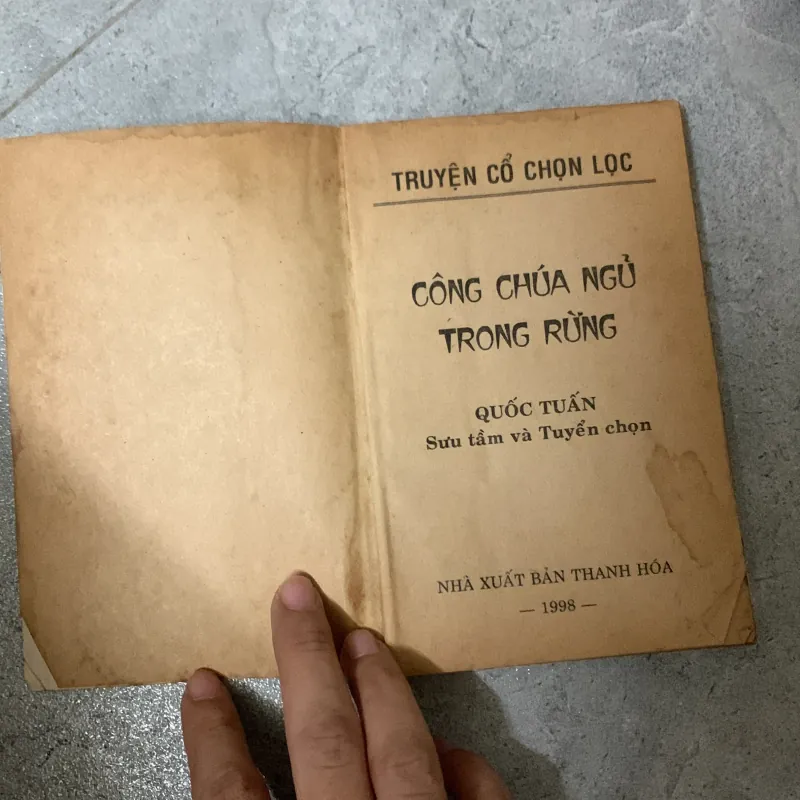 TRUYỆN CỔ CHỌN LỌC
CÔNG CHÚA NGỦ
TRONG RỪNG
QUỐC TUẤN
Sưu tầm và Tuyển chọn
NHÀ XUẤT BẢN THANH HÓA
— 1998 —